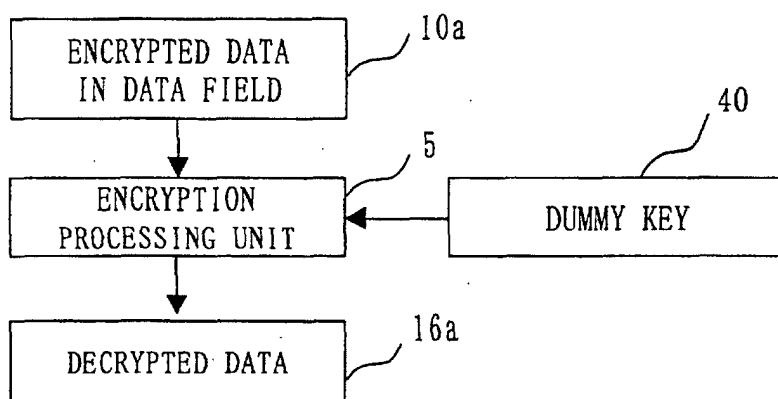 10a
ENCRYPTED DATA
IN DATA FIELD
40
5
ENCRYPTION
PROCESSING UNIT
DUMMY KEY
16a
DECRYPTED DATA